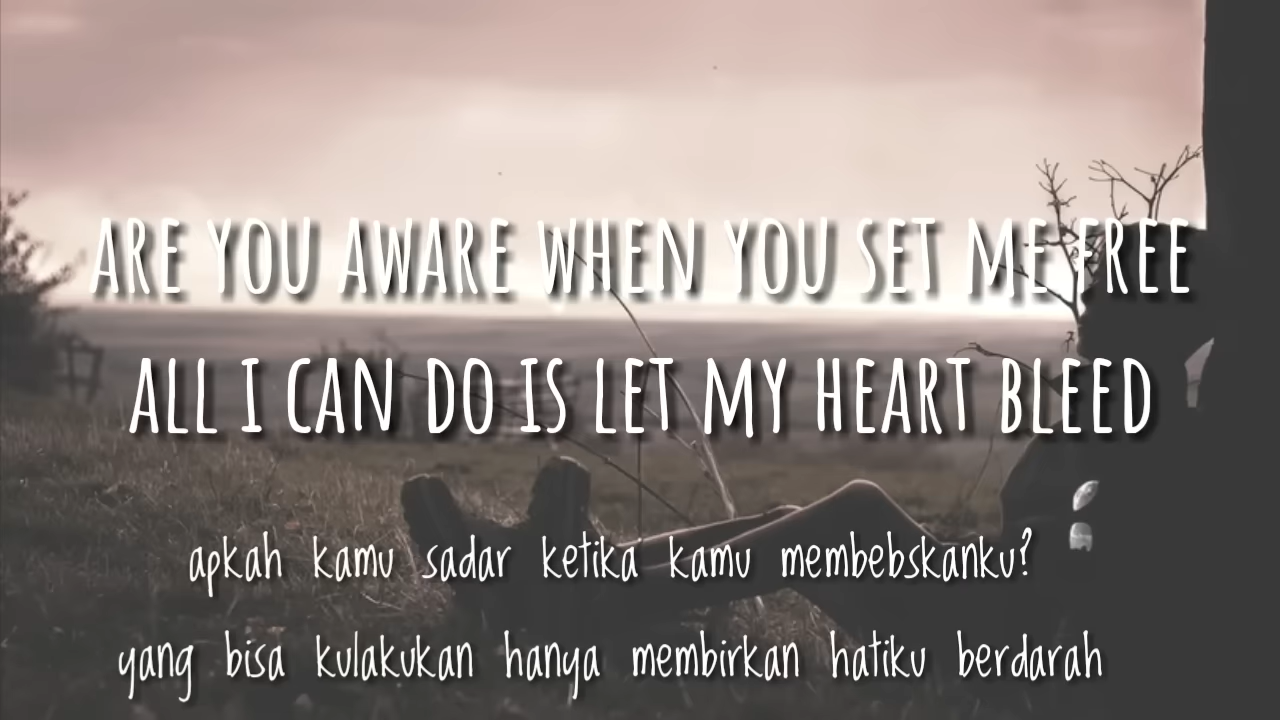 ARE YOU AWARE WHEN YOU SET ME FREE
ALL I CAN DO IS LET MY HEART BLEED
apkah kamu sadar ketika kamu membebskanku?
yang bisa kulakukan hanya membirkan hatiku berdarah